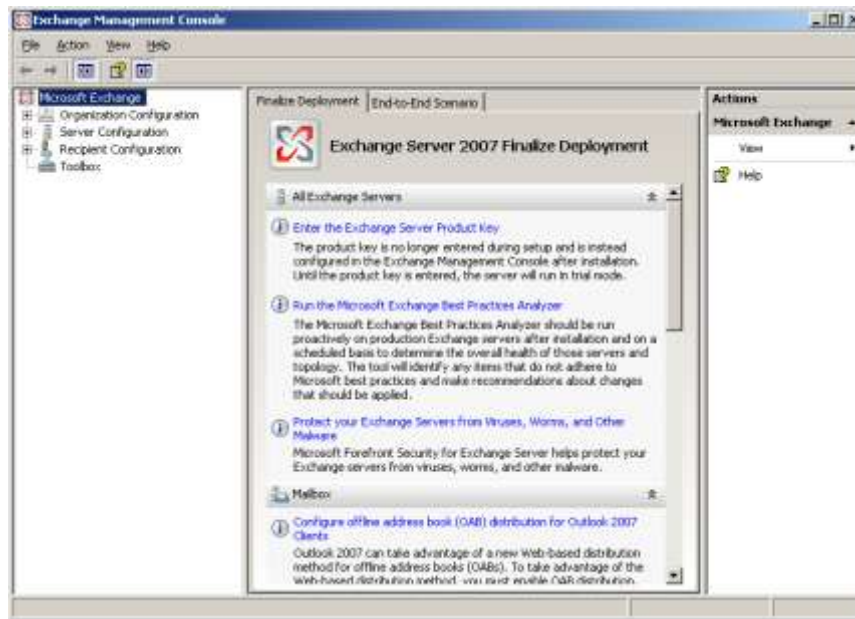 Exchange Management Console
File Action View Help
Microsoft Exchange
Organization Configuration
Server Configuration
Recipient Configuration
Toolbox
Finalize Deployment
End-to-End Scenario
Exchange Server 2007 Finalize Deployment
All Exchange Servers
Enter the Exchange Server Product Key
The product key is no longer entered during setup and is instead
configured in the Exchange Management Console after installation.
Until the product key is entered, the server will run in trial mode.
Run the Microsoft Exchange Best Practices Analyzer
The Microsoft Exchange Best Practices Analyzer should be run
proactively on production Exchange servers after installation and on a
scheduled basis to determine the overall health of those servers and
topology. The tool will identify any items that do not adhere to
Microsoft best practices and make recommendations about changes
that should be applied.
Protect your Exchange Servers from Viruses, Worms, and Other
Malware
Microsoft Forefront Security for Exchange Server helps protect your
Exchange servers from viruses, worms, and other malware.
Mailbox
Configure offline address book (OAB) distribution for Outlook 2007
Clients
Outlook 2007 can take advantage of a new Web-based distribution
method for offline address books (OABs). To take advantage of the
Web-based distribution method, you must enable OAB distribution
Actions
Microsoft Exchange
View
Help